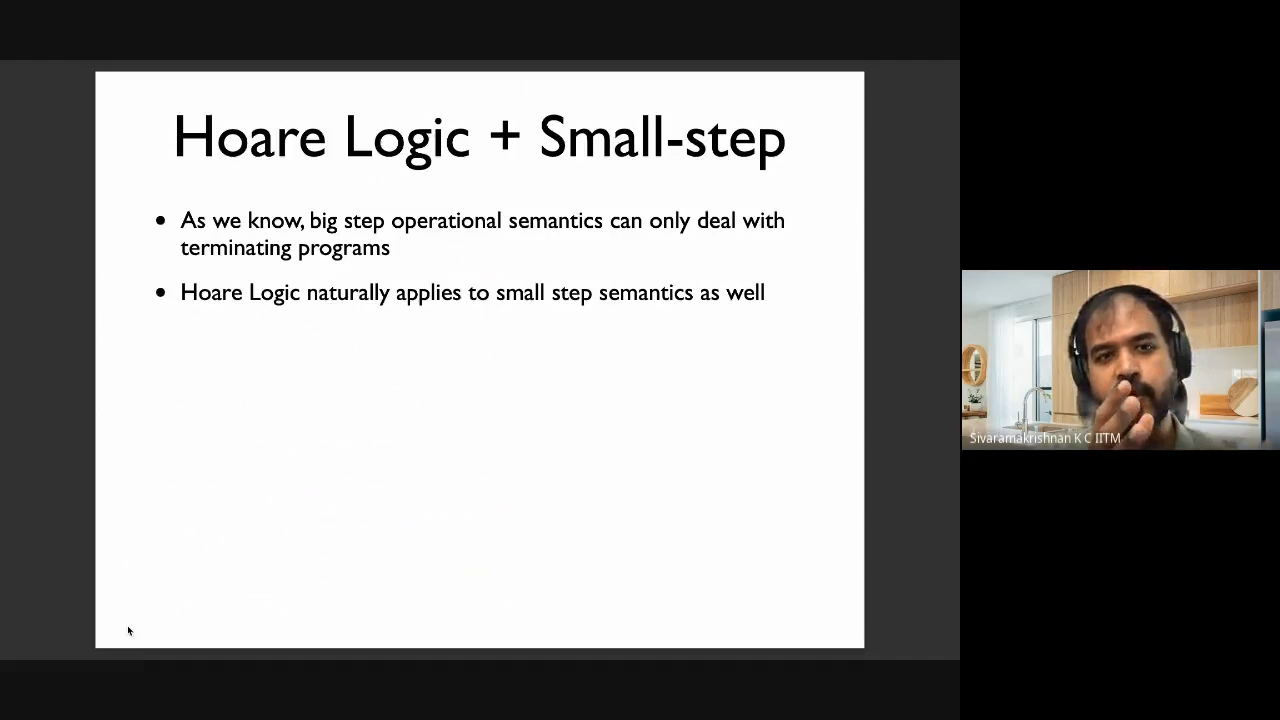 Hoare Logic + Small-step
• As we know, big step operational semantics can only deal with
terminating programs
• Hoare Logic naturally applies to small step semantics as well
Sivaramakrishnan K C IITM